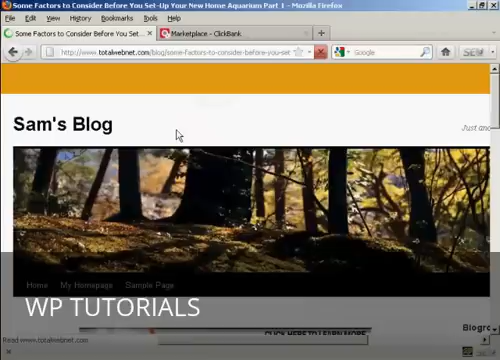 Some Factors to Consider Before You Set-Up Your New Home Aquarium Part 1 - Mozilla Firefox
File Edit View History Bookmarks Tools Help
Some Factors to Consider Before You Set...
Marketplace - ClickBank
http://www.totalwebnet.com/blog/some-factors-to-consider-before-you-set
Google
SEW
Sam's Blog
Just ano
Home My Homepage Sample Page
WP TUTORIALS
CLICK HERE TO LEARN MORE
Blogro
Read www.totalwebnet.com